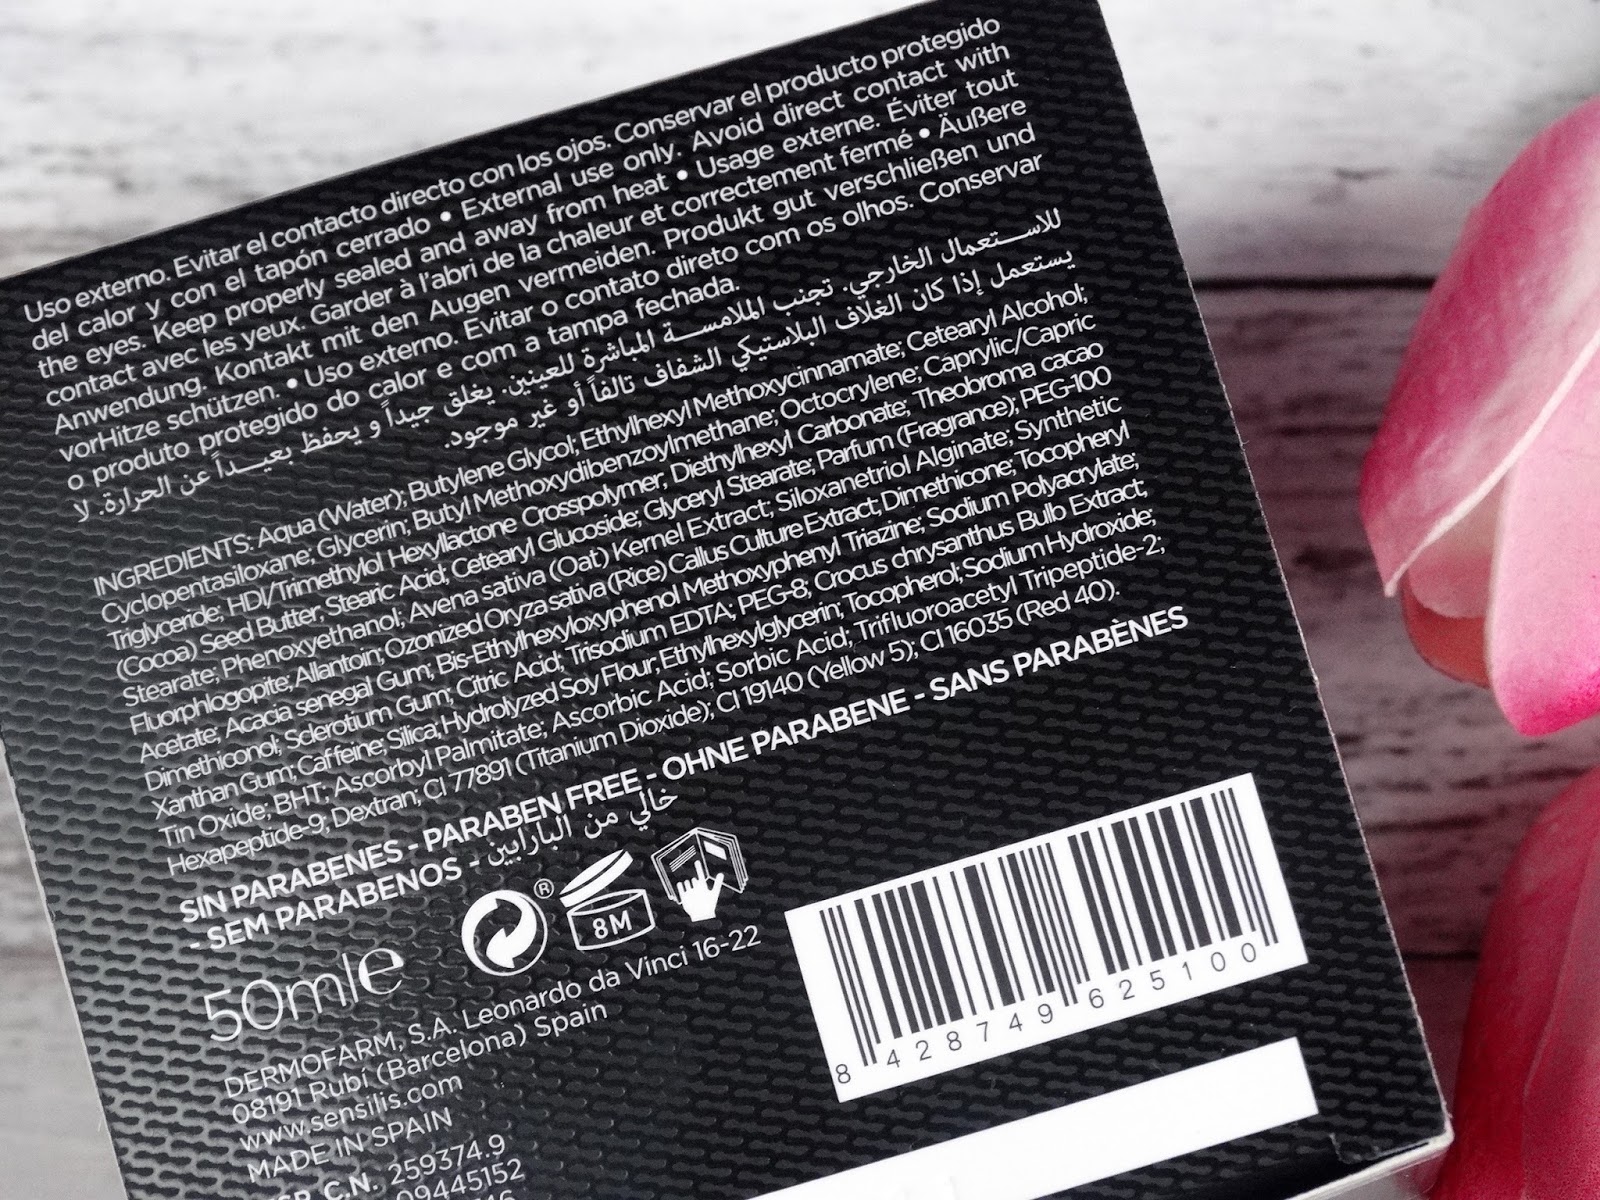 Uso externo. Evitar el contacto directo con los ojos. Conservar el producto protegido
del calor y con el tapón cerrado • External use only. Avoid direct contact with
the eyes. Keep properly sealed and away from heat • Usage externe. Éviter tout
contact avec les yeux. Garder à l'abri de la chaleur et correctement fermé • Äußere
Anwendung. Kontakt mit den Augen vermeiden. Produkt gut verschließen und
vorHitze schützen. • Uso externo. Evitar o contato direto com os olhos. Conservar
o produto protegido do calor e com a tampa fechada.
للاستعمال الخارجي. تجنب الملامسة المباشرة للعينين. يغلق جيداً و يحفظ بعيداً عن الحرارة. لا
يستعمل إذا كان الغلاف البلاستيكي الشفاف تالفاً أو غير موجود.
INGREDIENTS: Aqua (Water); Butylene Glycol; Ethylhexyl Methoxycinnamate; Cetearyl Alcohol;
Cyclopentasiloxane; Glycerin; Butyl Methoxydibenzoylmethane; Octocrylene; Caprylic/Capric
Triglyceride; HDI/Trimethylol Hexyllactone Crosspolymer; Diethylhexyl Carbonate; Theobroma cacao
(Cocoa) Seed Butter; Stearic Acid; Cetearyl Glucoside; Glyceryl Stearate; Parfum (Fragrance); PEG-100
Stearate; Phenoxyethanol; Avena sativa (Oat) Kernel Extract; Siloxanetriol Alginate; Synthetic
Fluorphlogopite; Allantoin; Ozonized Oryza sativa (Rice) Callus Culture Extract; Dimethicone; Tocopheryl
Acetate; Acacia senegal Gum; Bis-Ethylhexyloxyphenol Methoxyphenyl Triazine; Sodium Polyacrylate;
Dimethiconol; Sclerotium Gum; Citric Acid; Trisodium EDTA; PEG-8; Crocus chrysanthus Bulb Extract;
Xanthan Gum; Caffeine; Silica; Hydrolyzed Soy Flour; Ethylhexylglycerin; Tocopherol; Sodium Hydroxide;
Tin Oxide; BHT; Ascorbyl Palmitate; Ascorbic Acid; Sorbic Acid; Trifluoroacetyl Tripeptide-2;
Hexapeptide-9; Dextran; CI 77891 (Titanium Dioxide); CI 19140 (Yellow 5), CI 16035 (Red 40).
SIN PARABENES - PARABEN FREE - OHNE PARABENE - SANS PARABÈNES
- SEM PARABENOS - خالي من البارابين
®
8M
50ml℮
DERMOFARM, S.A. Leonardo da Vinci 16-22
08191 Rubí (Barcelona) Spain
www.sensilis.com
MADE IN SPAIN
C.N. 259374.9
09445152
8 428749 625100